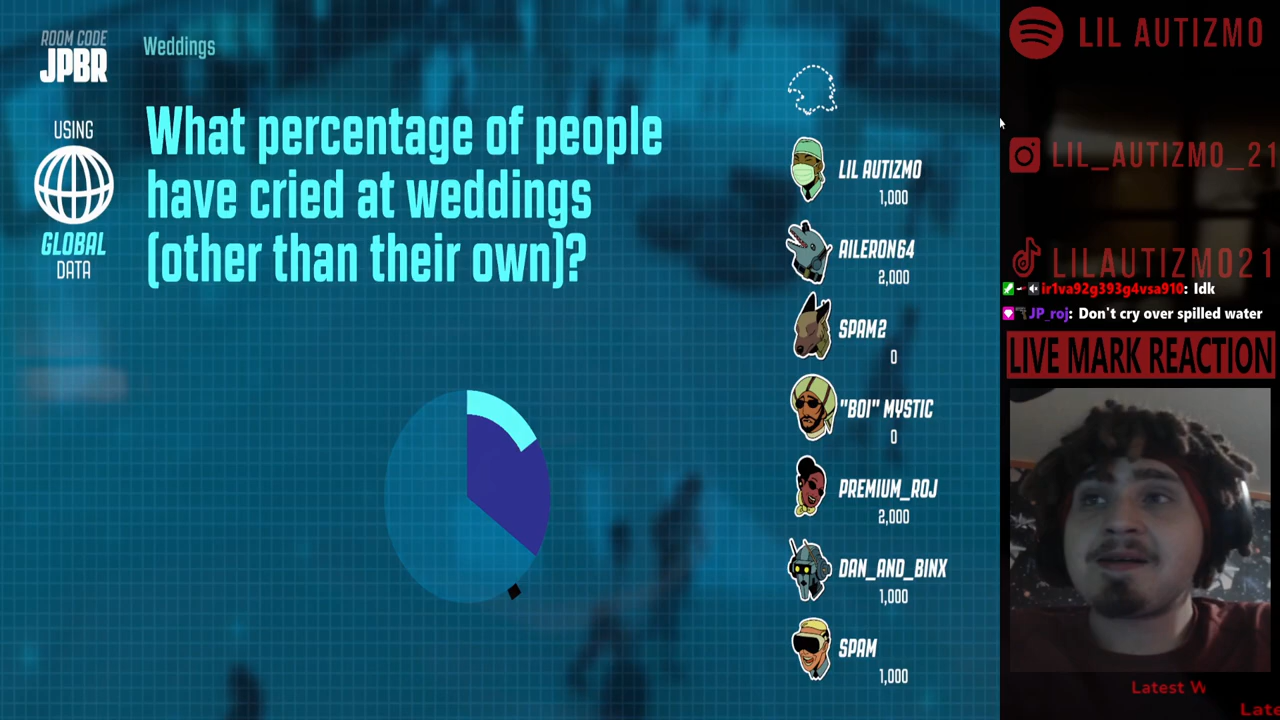 ROOM CODE
JPBR
Weddings
USING
GLOBAL
DATA
What percentage of people
have cried at weddings
(other than their own)?
LIL AUTIZMO
1,000
AILERON64
2,000
SPAM2
0
"BOI" MYSTIC
0
PREMIUM_ROJ
2,000
DAN_AND_BINX
1,000
SPAM
1,000
LIL AUTIZMO
LIL_AUTIZMO_21
LILAUTIZMO21
ir1va92g393g4vsa910: Idk
JP_roj: Don't cry over spilled water
LIVE MARK REACTION
Latest W
Late